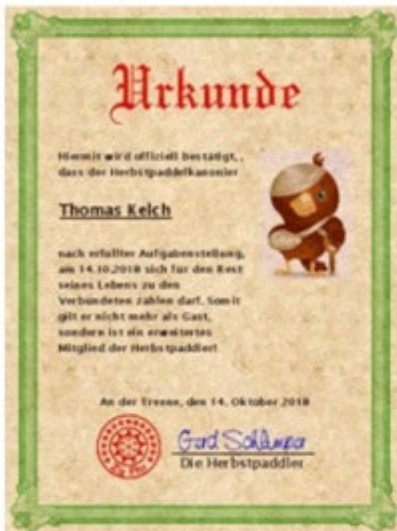 Urkunde
Hiermit wird offiziell bestätigt, ,
dass der Herbstpaddelkanonier
Thomas Kelch
nach erfüllter Aufgabenstellung,
am 14.10.2018 sich für den Rest
seines Lebens zu den
Verbündeten zählen darf. Somit
gilt er nicht mehr als Gast,
sondern ist ein erweitertes
Mitglied der Herbstpaddler!
An der Treene, den 14. Oktober 2018
Gerd
Die Herbstpaddler